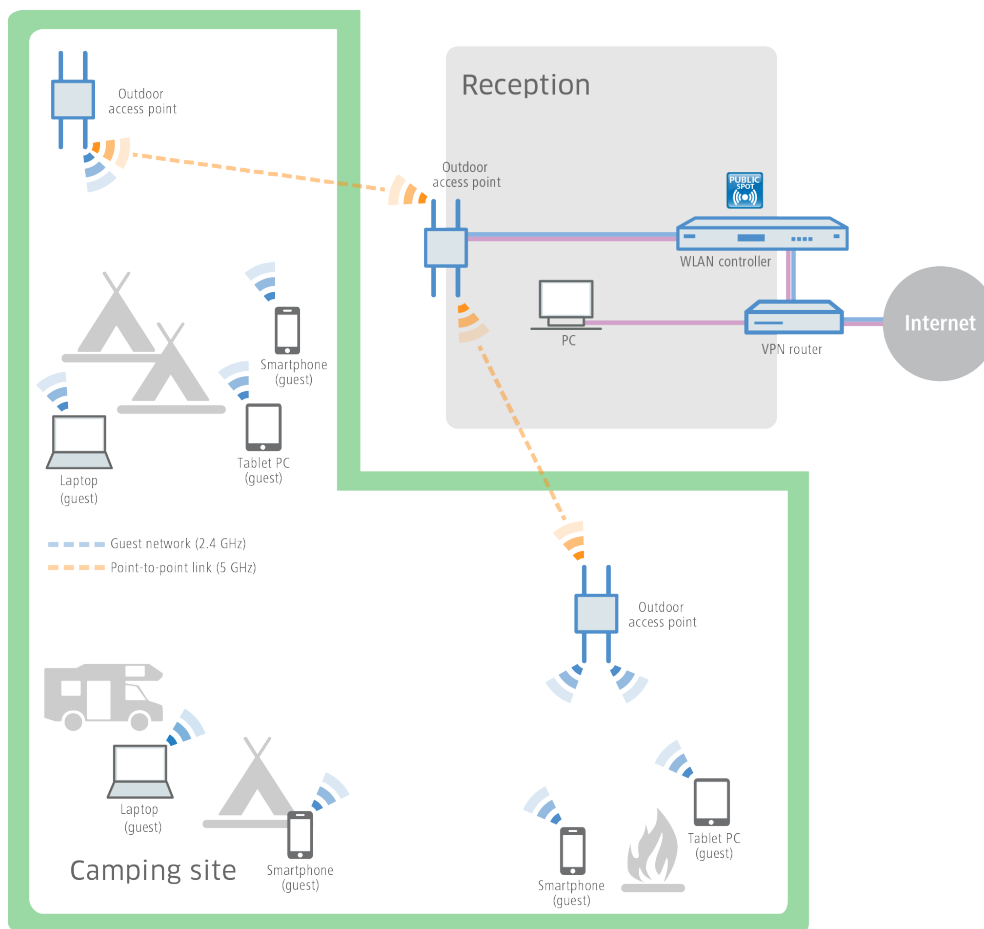 Outdoor
access point
Reception
Outdoor
access point
PUBLIC
SPOT
WLAN controller
Internet
PC
VPN router
Smartphone
(guest)
Tablet PC
(guest)
Laptop
(guest)
Guest network (2.4 GHz)
Point-to-point link (5 GHz)
Outdoor
access point
Laptop
(guest)
Smartphone
(guest)
Camping site
Smartphone
(guest)
Tablet PC
(guest)